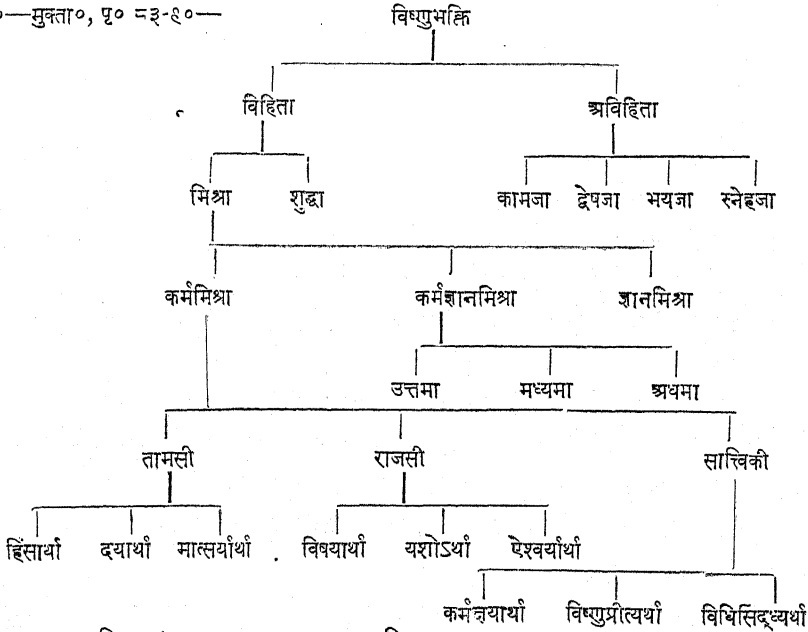 ०—मुक्ता०, पृ० ८३-९०—
विष्णुभक्ति
विहिता अविहिता
मिश्रा शुद्धा कामजा द्वेषजा भयजा स्नेहजा
कर्ममिश्रा कर्मज्ञानमिश्रा ज्ञानमिश्रा
उत्तमा मध्यमा अधमा
तामसी राजसी सात्त्विकी
हिंसार्था दयार्था मात्सर्यार्था विषयार्था यशोऽर्था ऐश्वर्यार्था
कर्मक्षयार्था विष्णुप्रीत्यर्था विधिसिद्ध्यर्था